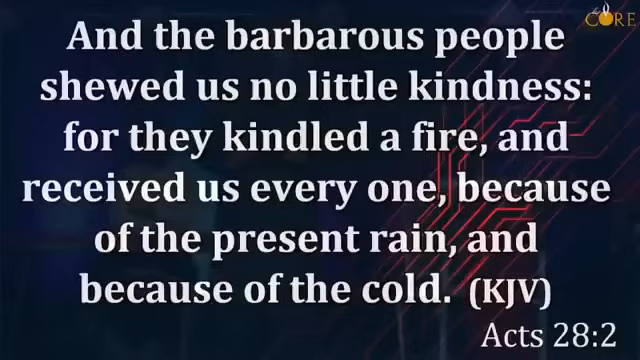 the CORE
And the barbarous people
shewed us no little kindness:
for they kindled a fire, and
received us every one, because
of the present rain, and
because of the cold. (KJV)
Acts 28:2